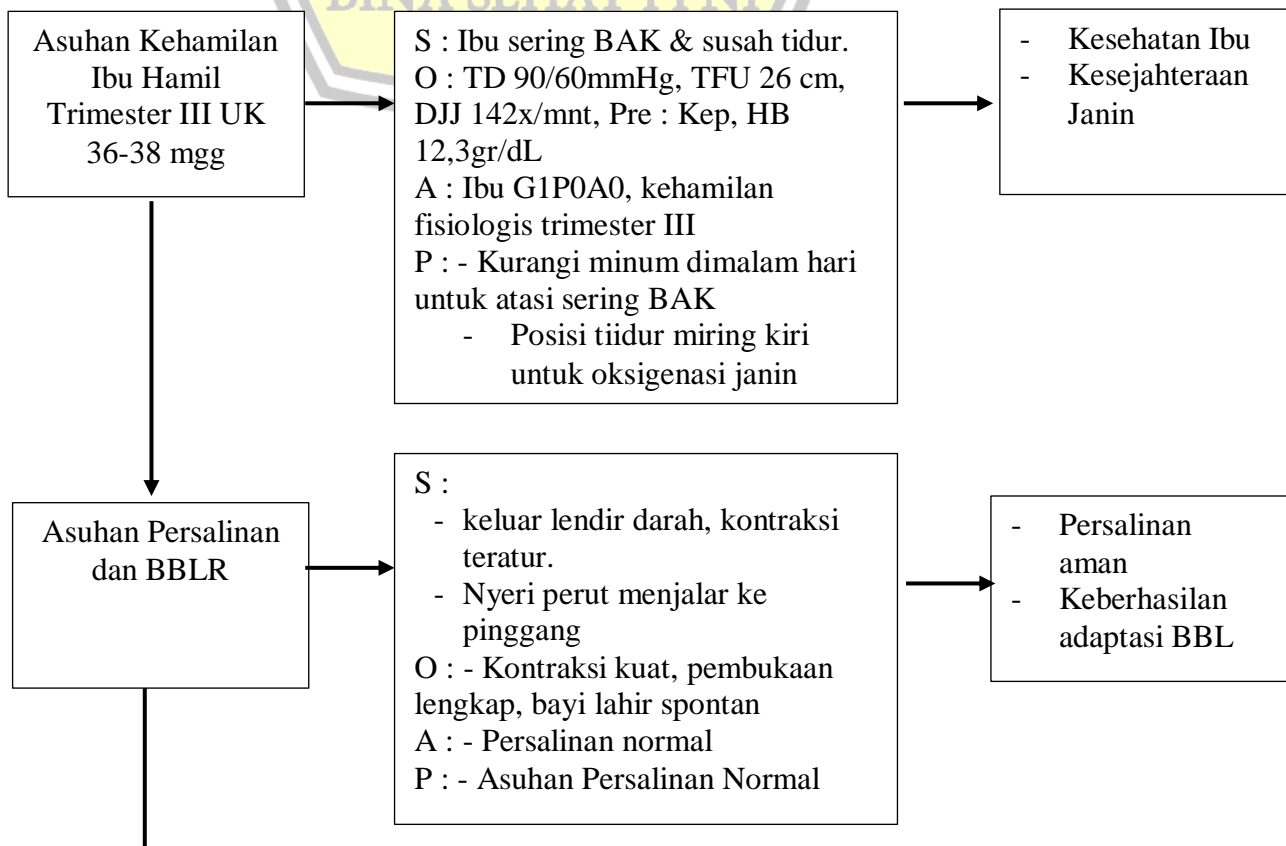 BINA SEHAT PPNI
Asuhan Kehamilan
Ibu Hamil
Trimester III UK
36-38 mgg
S : Ibu sering BAK & susah tidur.
O : TD 90/60mmHg, TFU 26 cm,
DJJ 142x/mnt, Pre : Kep, HB
12,3gr/dL
A : Ibu G1P0A0, kehamilan
fisiologis trimester III
P : - Kurangi minum dimalam hari
untuk atasi sering BAK
- Posisi tiidur miring kiri
untuk oksigenasi janin
- Kesehatan Ibu
- Kesejahteraan
Janin
Asuhan Persalinan
dan BBLR
S :
- keluar lendir darah, kontraksi
teratur.
- Nyeri perut menjalar ke
pinggang
O : - Kontraksi kuat, pembukaan
lengkap, bayi lahir spontan
A : - Persalinan normal
P : - Asuhan Persalinan Normal
- Persalinan
aman
- Keberhasilan
adaptasi BBL